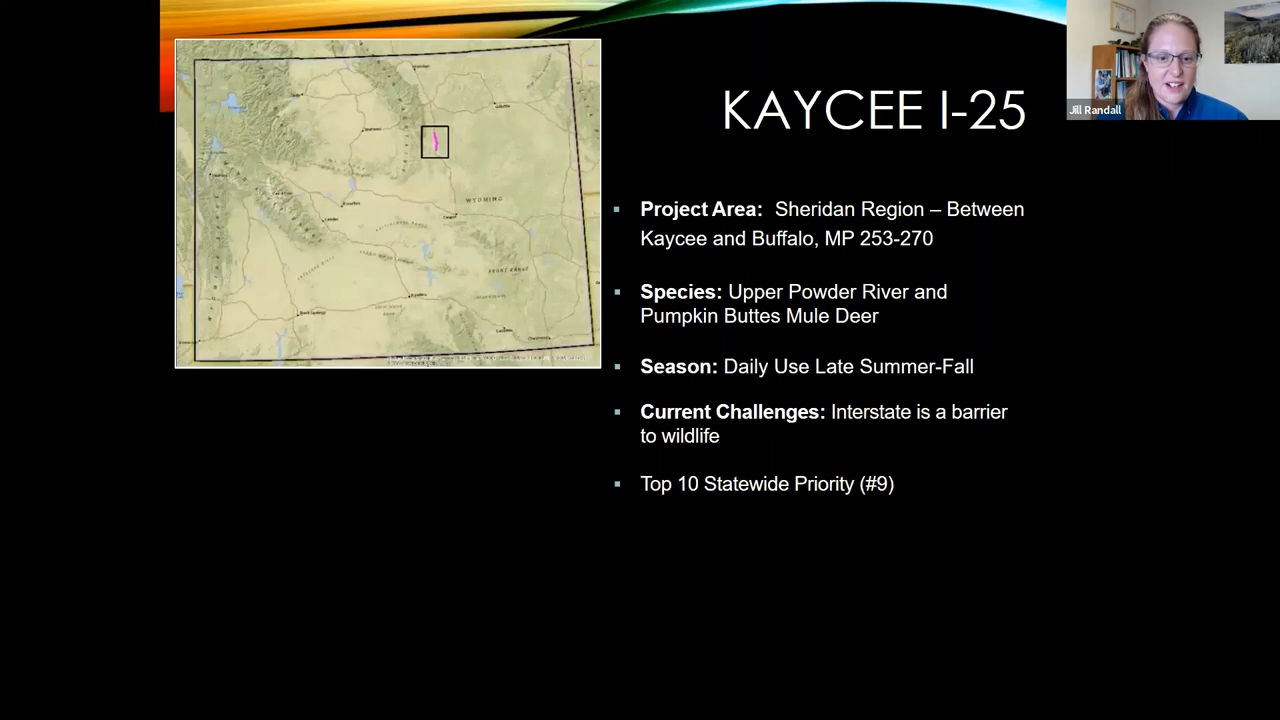 KAYCEE I-25
Jill Randall
Project Area: Sheridan Region – Between
Kaycee and Buffalo, MP 253-270
Species: Upper Powder River and
Pumpkin Buttes Mule Deer
Season: Daily Use Late Summer-Fall
Current Challenges: Interstate is a barrier
to wildlife
Top 10 Statewide Priority (#9)
WYOMING